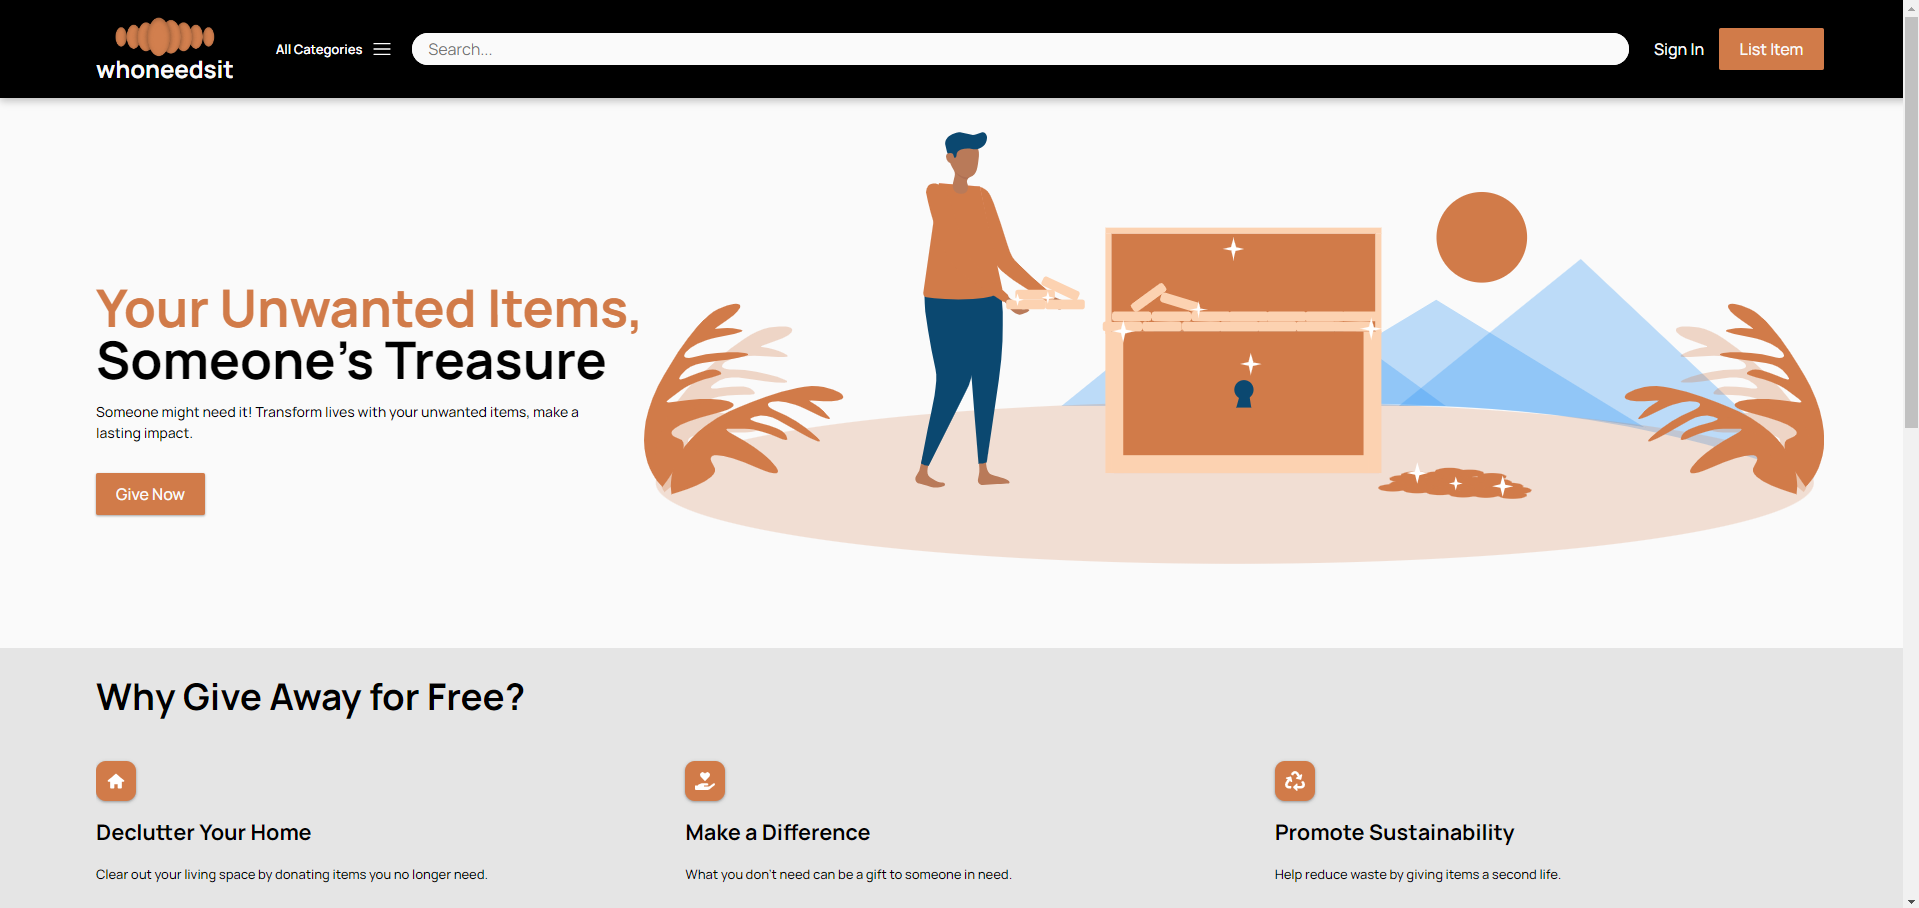 whoneedsit
All Categories
Search...
Sign In
List Item
Your Unwanted Items,
Someone’s Treasure
Someone might need it! Transform lives with your unwanted items, make a
lasting impact.
Give Now
Why Give Away for Free?
Declutter Your Home
Clear out your living space by donating items you no longer need.
Make a Difference
What you don't need can be a gift to someone in need.
Promote Sustainability
Help reduce waste by giving items a second life.